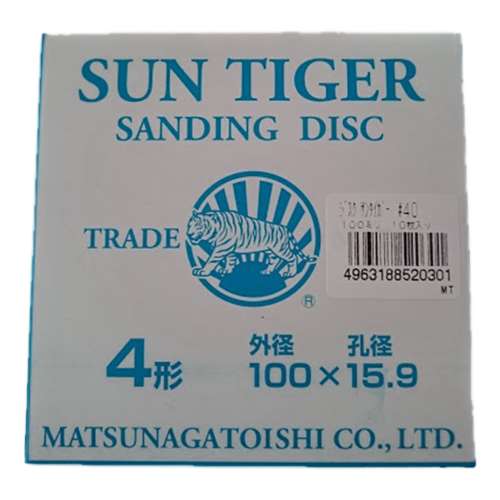 SUN TIGER
SANDING DISC
TRADE
®
#40
4963188520301
MT
4形
外径 孔径
100×15.9
MATSUNAGATOISHI CO., LTD.